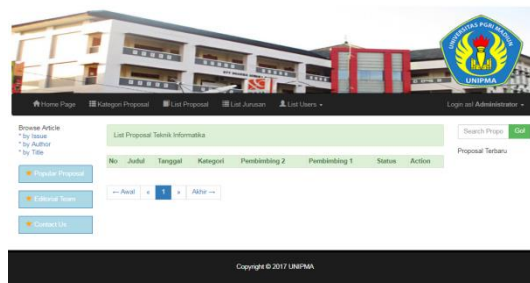 UNIVERSITAS PGRI MADIUN
UNIPMA
Home Page Kategori Proposal List Proposal List Jurusan List Users Login as! Administrator
Browse Article
* by Issue
* by Author
* by Title
Popular Proposal
Editorial Team
Contact Us
List Proposal Teknik Informatika
No Judul Tanggal Kategori Pembimbing 2 Pembimbing 1 Status Action
← Awal « 1 » Akhir →
Search Propo Go!
Proposal Terbaru
Copyright © 2017 UNIPMA